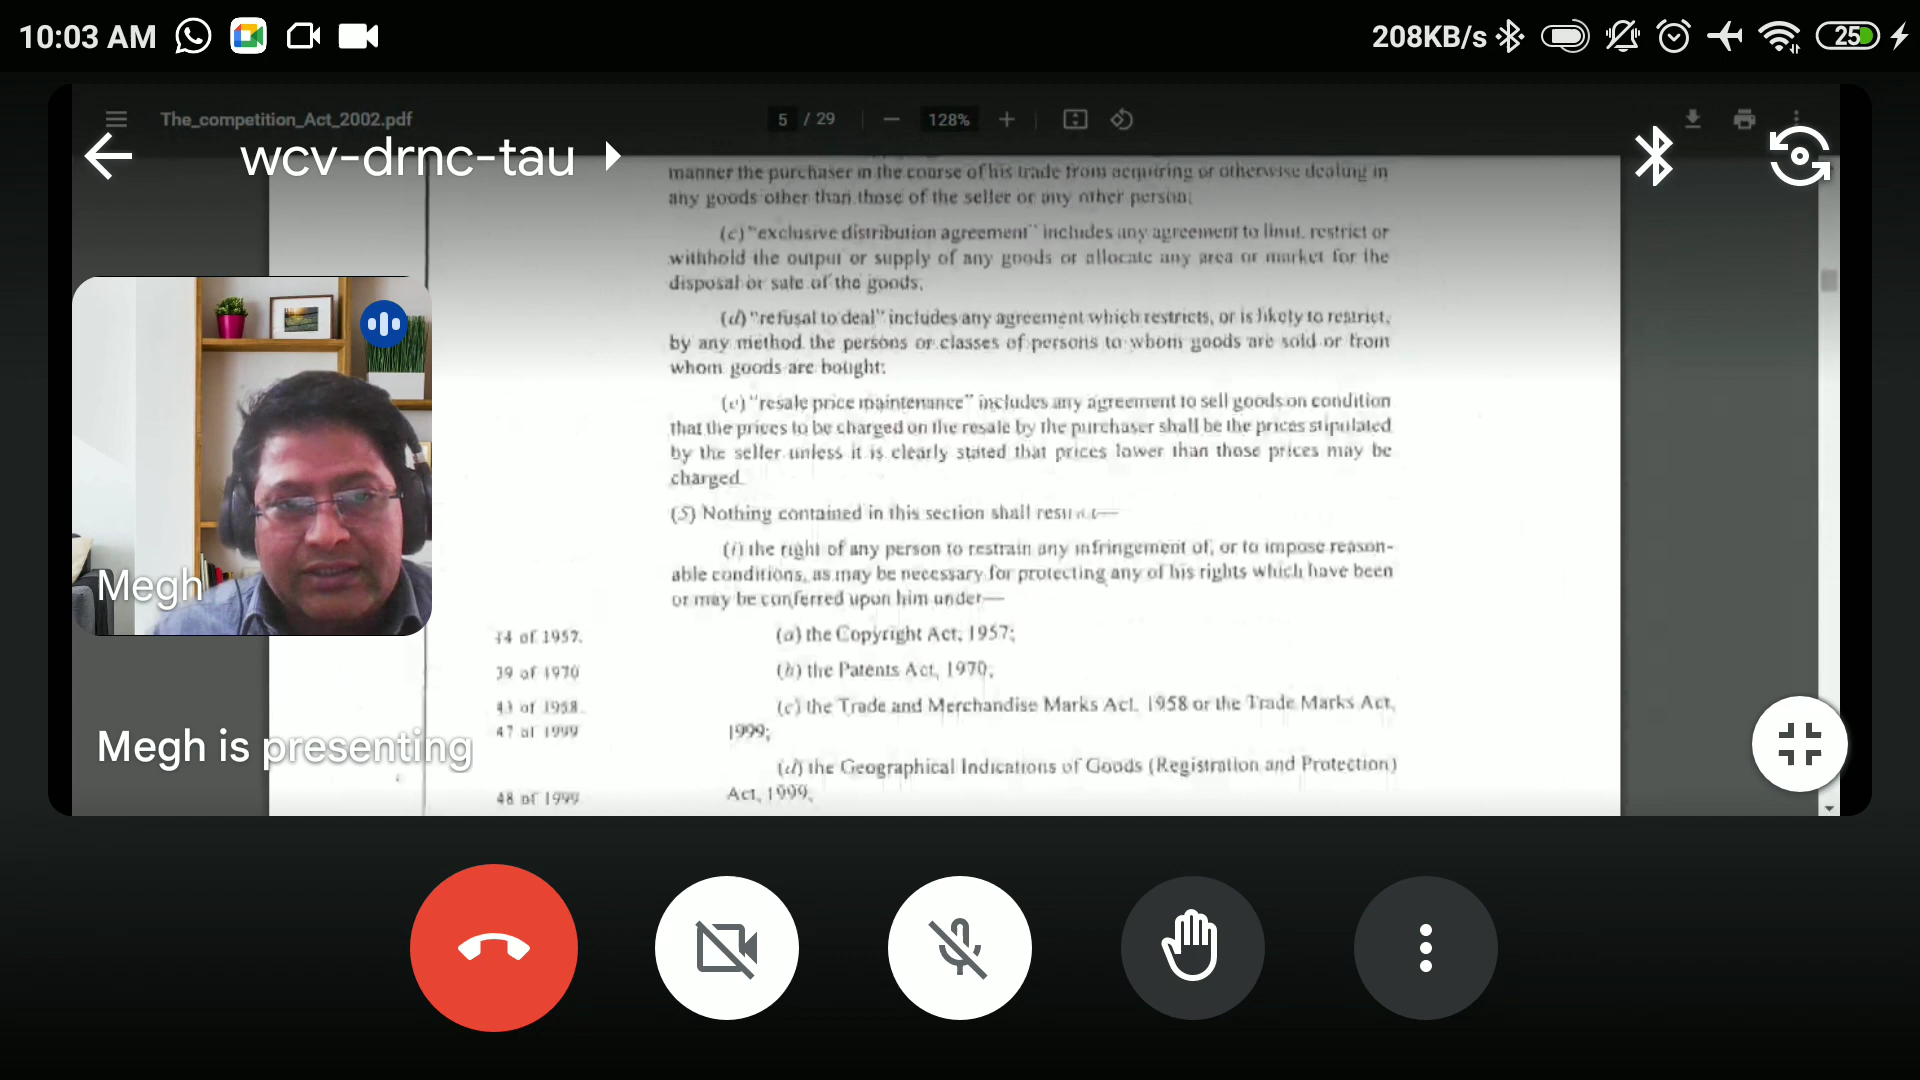 10:03 AM
208KB/s
25
The_competition_Act_2002.pdf
5 / 29
128%
wcv-drnc-tau
manner the purchaser in the course of his trade from acquiring or otherwise dealing in
any goods other than those of the seller or any other person;
(c) "exclusive distribution agreement" includes any agreement to limit, restrict or
withhold the output or supply of any goods or allocate any area or market for the
disposal or sale of the goods;
(d) "refusal to deal" includes any agreement which restricts, or is likely to restrict,
by any method the persons or classes of persons to whom goods are sold or from
whom goods are bought;
(e) "resale price maintenance" includes any agreement to sell goods on condition
that the prices to be charged on the resale by the purchaser shall be the prices stipulated
by the seller unless it is clearly stated that prices lower than those prices may be
charged.
(5) Nothing contained in this section shall restrict—
(i) the right of any person to restrain any infringement of, or to impose reason-
able conditions, as may be necessary for protecting any of his rights which have been
or may be conferred upon him under—
14 of 1957.
(a) the Copyright Act, 1957;
39 of 1970
(b) the Patents Act, 1970;
43 of 1958.
(c) the Trade and Merchandise Marks Act, 1958 or the Trade Marks Act,
47 of 1999
1999;
(d) the Geographical Indications of Goods (Registration and Protection)
48 of 1999
Act, 1999;
Megh
Megh is presenting